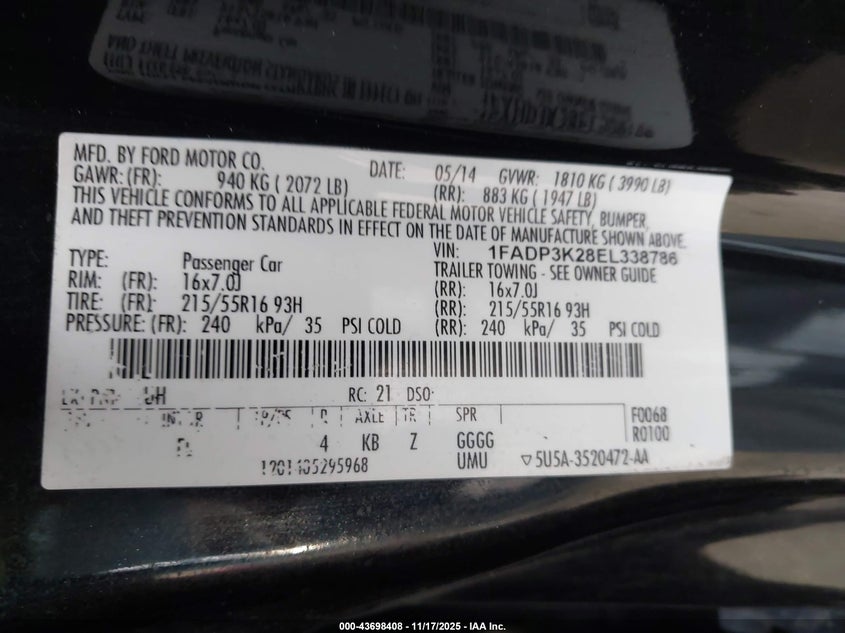 MFD. BY FORD MOTOR CO. DATE: 05/14 GVWR: 1810 KG ( 3990 LB)
GAWR: (FR): 940 KG ( 2072 LB) (RR): 883 KG ( 1947 LB)
THIS VEHICLE CONFORMS TO ALL APPLICABLE FEDERAL MOTOR VEHICLE SAFETY, BUMPER,
AND THEFT PREVENTION STANDARDS IN EFFECT ON THE DATE OF MANUFACTURE SHOWN ABOVE.
VIN: 1FADP3K28EL338786
TYPE: Passenger Car TRAILER TOWING - SEE OWNER GUIDE
RIM: (FR): 16x7.0J (RR): 16x7.0J
TIRE: (FR): 215/55R16 93H (RR): 215/55R16 93H
PRESSURE: (FR): 240 kPa/ 35 PSI COLD (RR): 240 kPa/ 35 PSI COLD
UH RC: 21 DSO:
AXLE TR SPR F0068
4 KB Z GGGG R0100
1201405295968 UMU ▽5U5A-3520472-AA
000-43698408 - 11/17/2025 - IAA Inc.